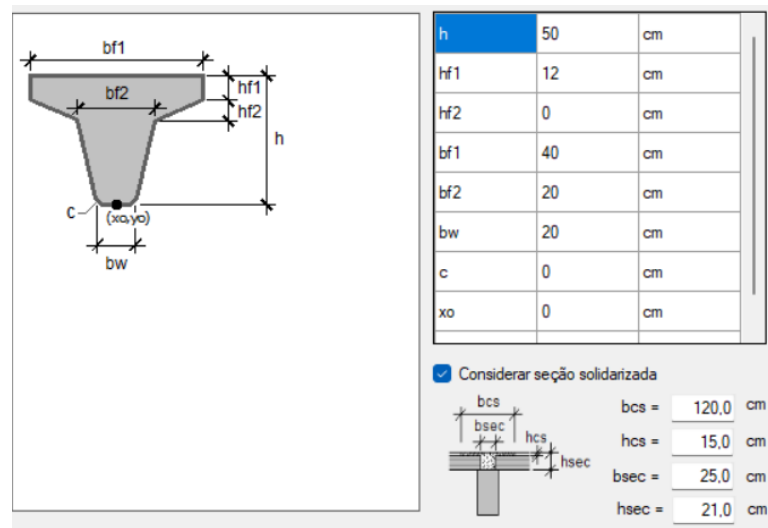 bf1
bf2
hf1
hf2
h
c
(xo,yo)
bw
h 50 cm
hf1 12 cm
hf2 0 cm
bf1 40 cm
bf2 20 cm
bw 20 cm
c 0 cm
xo 0 cm
Considerar seção solidarizada
bcs
bsec
hcs
hsec
bcs = 120,0 cm
hcs = 15,0 cm
bsec = 25,0 cm
hsec = 21,0 cm